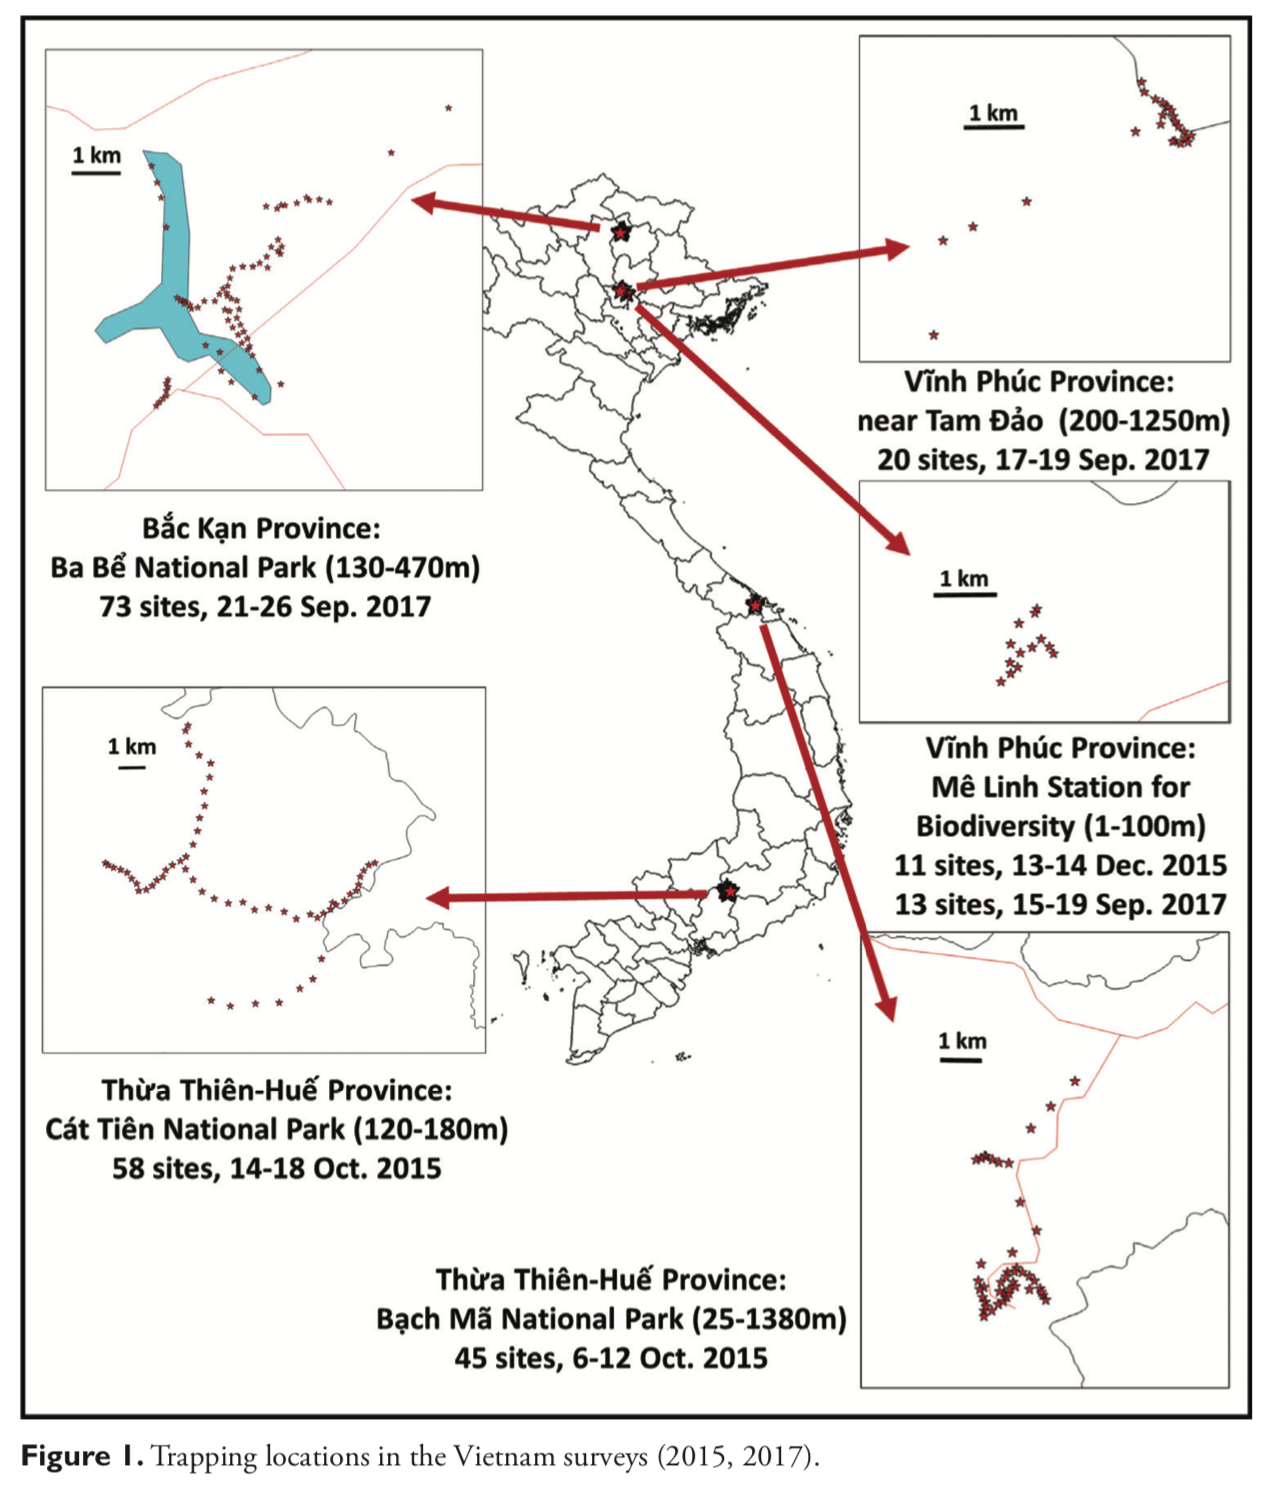 1 km
Bắc Kạn Province:
Ba Bể National Park (130-470m)
73 sites, 21-26 Sep. 2017
1 km
Vĩnh Phúc Province:
near Tam Đảo (200-1250m)
20 sites, 17-19 Sep. 2017
1 km
Vĩnh Phúc Province:
Mê Linh Station for
Biodiversity (1-100m)
11 sites, 13-14 Dec. 2015
13 sites, 15-19 Sep. 2017
1 km
Thừa Thiên-Huế Province:
Cát Tiên National Park (120-180m)
58 sites, 14-18 Oct. 2015
1 km
Thừa Thiên-Huế Province:
Bạch Mã National Park (25-1380m)
45 sites, 6-12 Oct. 2015
Figure 1. Trapping locations in the Vietnam surveys (2015, 2017).